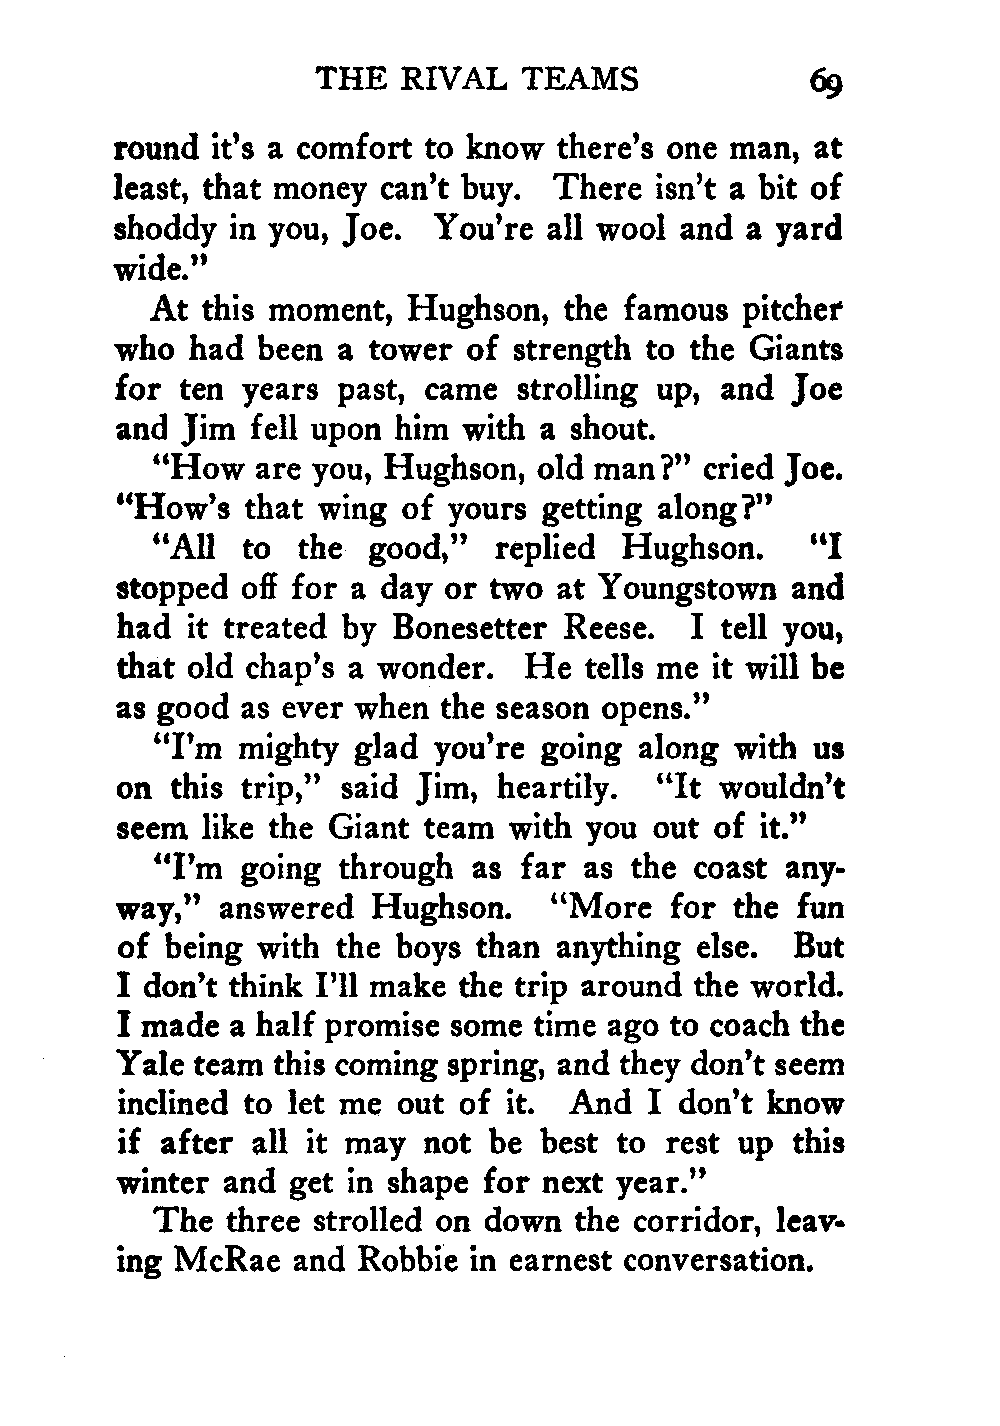 THE RIVAL TEAMS 69
round it's a comfort to know there's one man, at
least, that money can't buy. There isn't a bit of
shoddy in you, Joe. You're all wool and a yard
wide."
At this moment, Hughson, the famous pitcher
who had been a tower of strength to the Giants
for ten years past, came strolling up, and Joe
and Jim fell upon him with a shout.
"How are you, Hughson, old man?" cried Joe.
"How's that wing of yours getting along?"
"All to the good," replied Hughson. "I
stopped off for a day or two at Youngstown and
had it treated by Bonesetter Reese. I tell you,
that old chap's a wonder. He tells me it will be
as good as ever when the season opens."
"I'm mighty glad you're going along with us
on this trip," said Jim, heartily. "It wouldn't
seem like the Giant team with you out of it."
"I'm going through as far as the coast any-
way," answered Hughson. "More for the fun
of being with the boys than anything else. But
I don't think I'll make the trip around the world.
I made a half promise some time ago to coach the
Yale team this coming spring, and they don't seem
inclined to let me out of it. And I don't know
if after all it may not be best to rest up this
winter and get in shape for next year."
The three strolled on down the corridor, leav-
ing McRae and Robbie in earnest conversation.